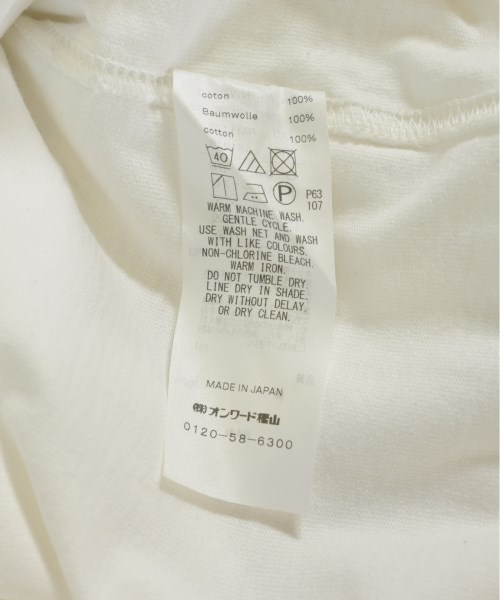 coton 100%
Baumwolle 100%
cotton 100%
40
P P63
107
WARM MACHINE WASH.
GENTLE CYCLE.
USE WASH NET AND WASH
WITH LIKE COLOURS.
NON-CHLORINE BLEACH.
WARM IRON.
DO NOT TUMBLE DRY
LINE DRY IN SHADE.
DRY WITHOUT DELAY.
OR DRY CLEAN.
MADE IN JAPAN
(株)オンワード樫山
0120-58-6300